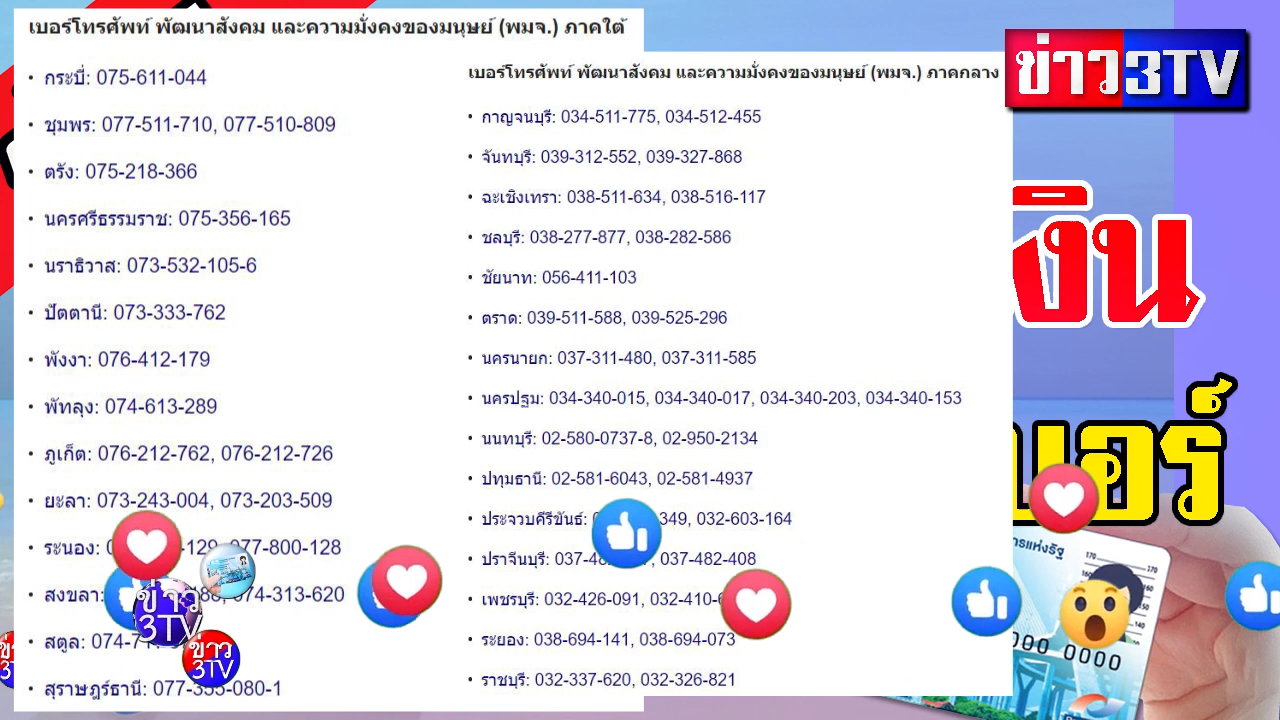 เบอร์โทรศัพท์ พัฒนาสังคม และความมั่งคงของมนุษย์ (พมจ.) ภาคใต้
• กระบี่: 075-611-044
• ชุมพร: 077-511-710, 077-510-809
• ตรัง: 075-218-366
• นครศรีธรรมราช: 075-356-165
• นราธิวาส: 073-532-105-6
• ปัตตานี: 073-333-762
• พังงา: 076-412-179
• พัทลุง: 074-613-289
• ภูเก็ต: 076-212-762, 076-212-726
• ยะลา: 073-243-004, 073-203-509
• ระนอง: 077-800-128
• สงขลา: 074-313-620
• สตูล:
• สุราษฎร์ธานี: 077-355-080-1
เบอร์โทรศัพท์ พัฒนาสังคม และความมั่งคงของมนุษย์ (พมจ.) ภาคกลาง
• กาญจนบุรี: 034-511-775, 034-512-455
• จันทบุรี: 039-312-552, 039-327-868
• ฉะเชิงเทรา: 038-511-634, 038-516-117
• ชลบุรี: 038-277-877, 038-282-586
• ชัยนาท: 056-411-103
• ตราด: 039-511-588, 039-525-296
• นครนายก: 037-311-480, 037-311-585
• นครปฐม: 034-340-015, 034-340-017, 034-340-203, 034-340-153
• นนทบุรี: 02-580-0737-8, 02-950-2134
• ปทุมธานี: 02-581-6043, 02-581-4937
• ประจวบคีรีขันธ์: 032-603-164
• ปราจีนบุรี: 037-482-408
• เพชรบุรี: 032-426-091,
• ระยอง: 038-694-141, 038-694-073
• ราชบุรี: 032-337-620, 032-326-821
ข่าว3TV
งิน
บอร์
ารแห่งรัฐ
000 0000
ข่าว
3TV
ข่าว
3TV